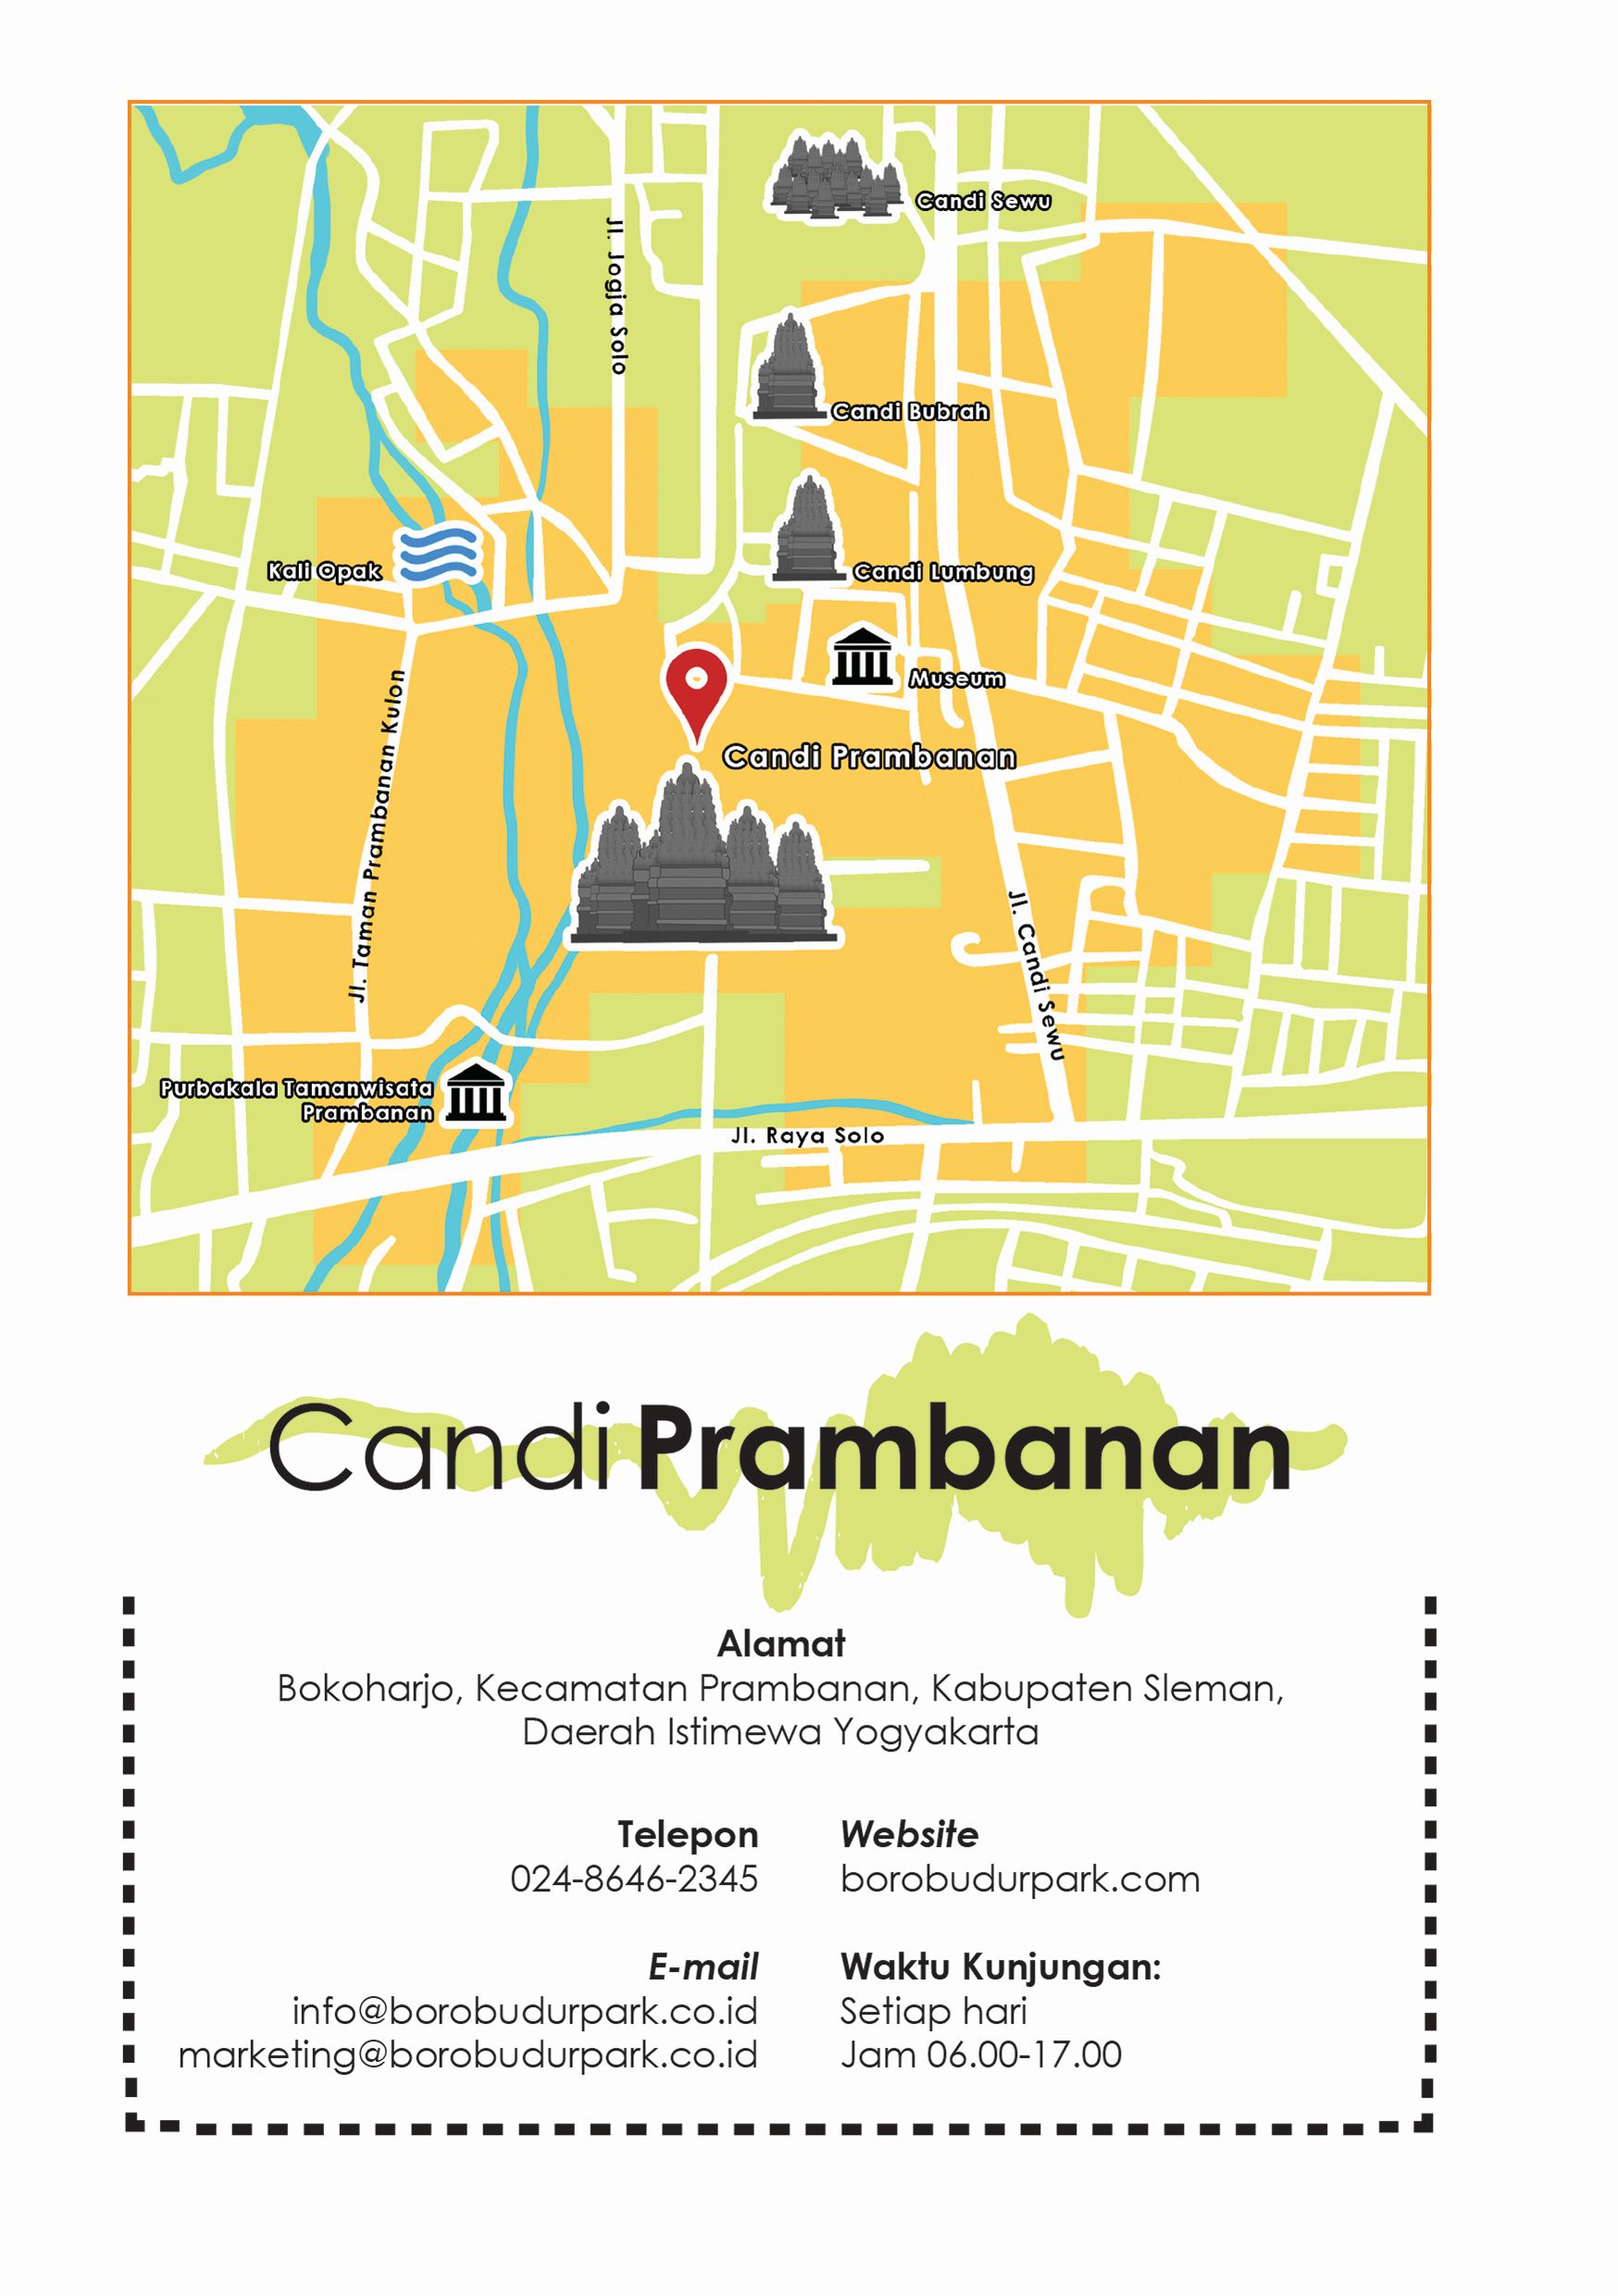 Candi Sewu
Jl. Jogja Solo
Candi Bubrah
Kali Opak
Candi Lumbung
Museum
Jl. Taman Prambanan Kulon
Candi Prambanan
Jl. Candi Sewu
Purbakala Tamanwisata
Prambanan
Jl. Raya Solo
Candi Prambanan
Alamat
Bokoharjo, Kecamatan Prambanan, Kabupaten Sleman,
Daerah Istimewa Yogyakarta
Telepon
024-8646-2345
Website
borobudurpark.com
E-mail
info@borobudurpark.co.id
marketing@borobudurpark.co.id
Waktu Kunjungan:
Setiap hari
Jam 06.00-17.00